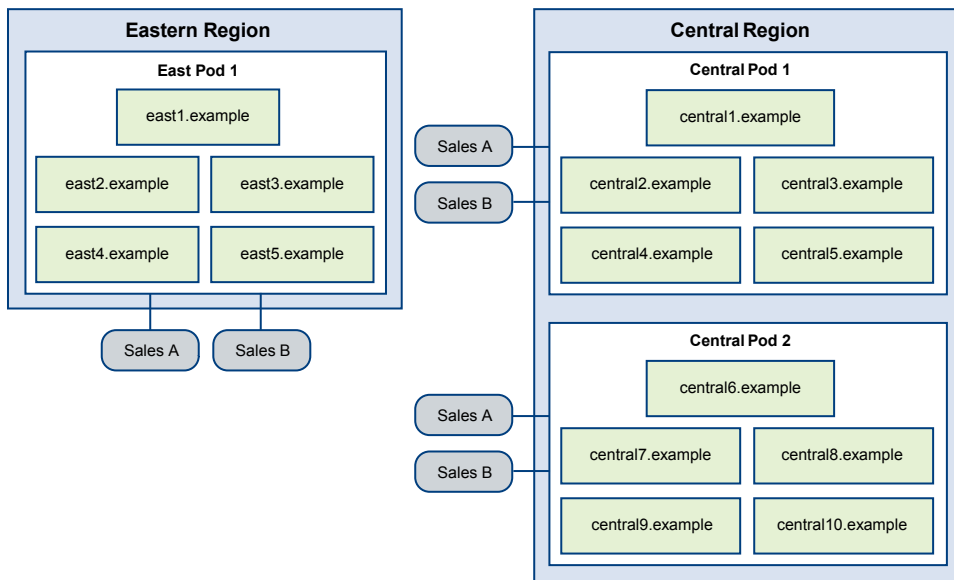 Eastern Region
East Pod 1
east1.example
east2.example
east3.example
east4.example
east5.example
Sales A
Sales B
Central Region
Central Pod 1
central1.example
Sales A
central2.example
central3.example
Sales B
central4.example
central5.example
Central Pod 2
central6.example
Sales A
central7.example
central8.example
Sales B
central9.example
central10.example